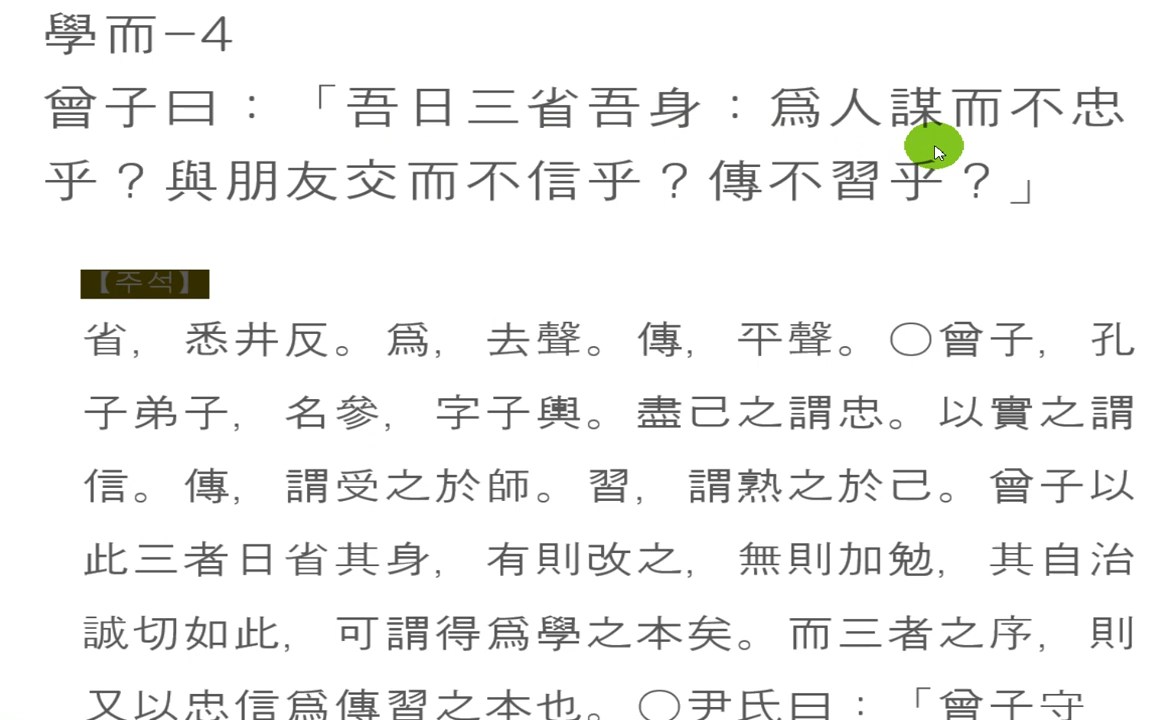 學而-4
曾子曰：「吾日三省吾身：爲人謀而不忠
乎？與朋友交而不信乎？傳不習乎？」
【주석】
省, 悉井反。爲, 去聲。傳, 平聲。○曾子, 孔
子弟子, 名參, 字子輿。盡己之謂忠。以實之謂
信。傳, 謂受之於師。習, 謂熟之於己。曾子以
此三者日省其身, 有則改之, 無則加勉, 其自治
誠切如此, 可謂得爲學之本矣。而三者之序, 則
又以忠信爲傳習之本也。○尹氏曰：「曾子守